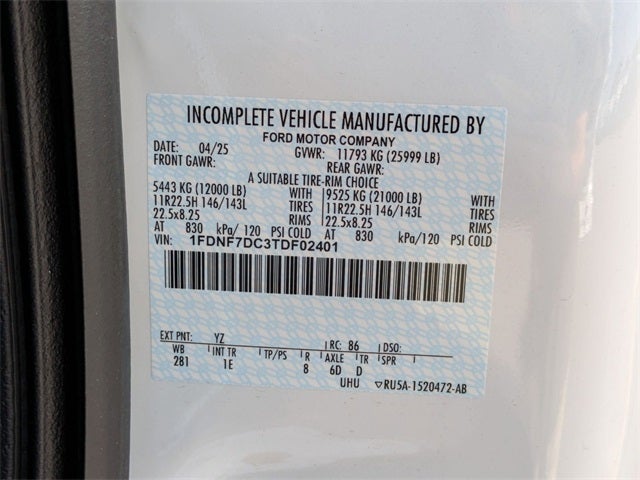 INCOMPLETE VEHICLE MANUFACTURED BY
FORD MOTOR COMPANY
DATE: 04/25 GVWR: 11793 KG (25999 LB)
FRONT GAWR: REAR GAWR:
A SUITABLE TIRE-RIM CHOICE
5443 KG (12000 LB) WITH 9525 KG (21000 LB) WITH
11R22.5H 146/143L TIRES 11R22.5H 146/143L TIRES
22.5x8.25 RIMS 22.5x8.25 RIMS
AT 830 kPa/ 120 PSI COLD AT 830 kPa/120 PSI COLD
VIN: 1FDNF7DC3TDF02401
EXT PNT: YZ RC: 86 DSO:
WB INT TR TP/PS R AXLE TR SPR
281 1E 8 6D D
UHU ▽RU5A-1520472-AB